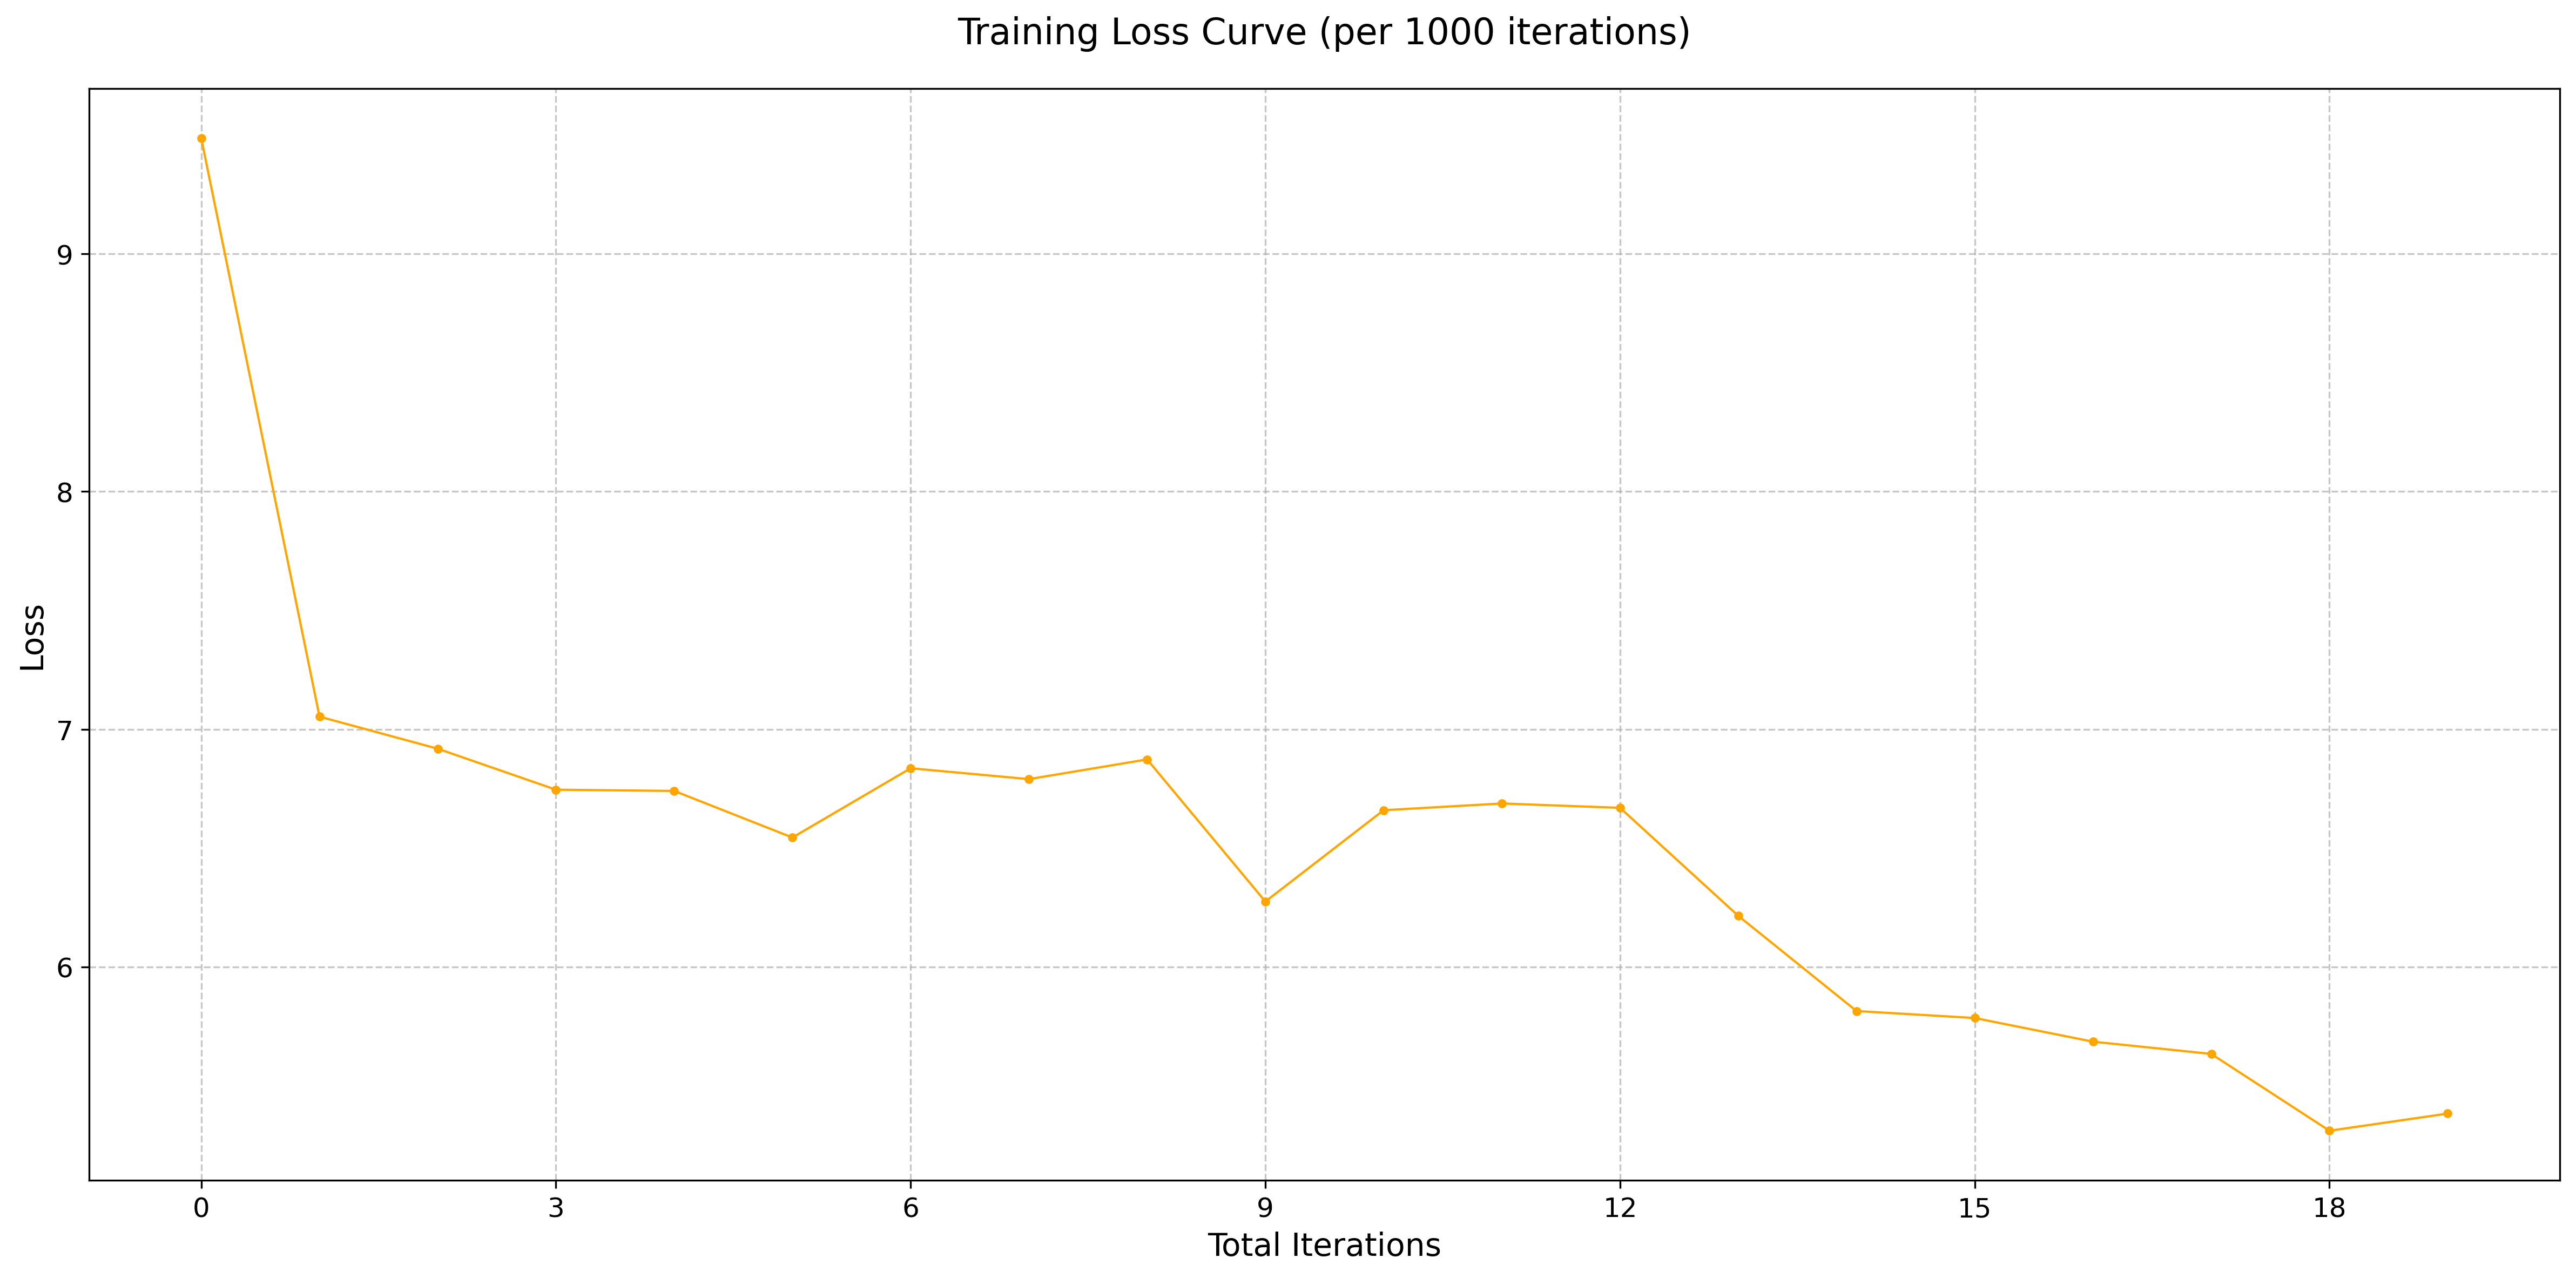 Training Loss Curve (per 1000 iterations)
9
8
7
6
Loss
0 3 6 9 12 15 18
Total Iterations